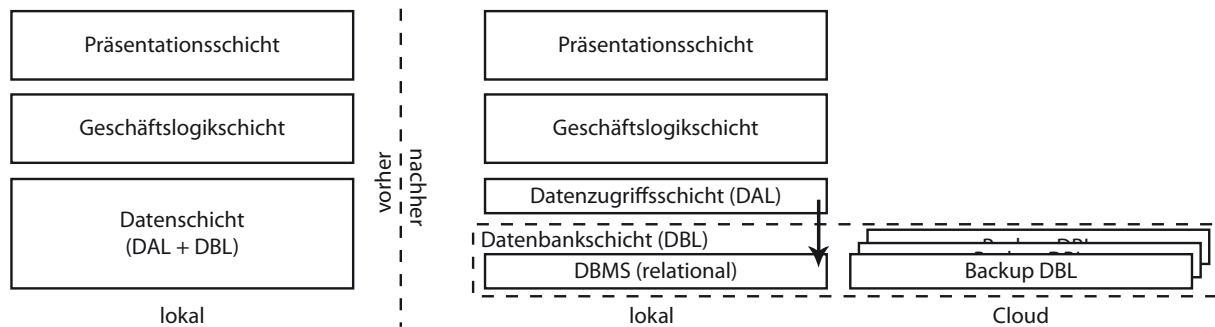 Präsentationsschicht
Geschäftslogikschicht
Datenschicht
(DAL + DBL)
lokal
vorher
nachher
Präsentationsschicht
Geschäftslogikschicht
Datenzugriffsschicht (DAL)
Datenbankschicht (DBL)
DBMS (relational)
Backup DBL
lokal
Cloud